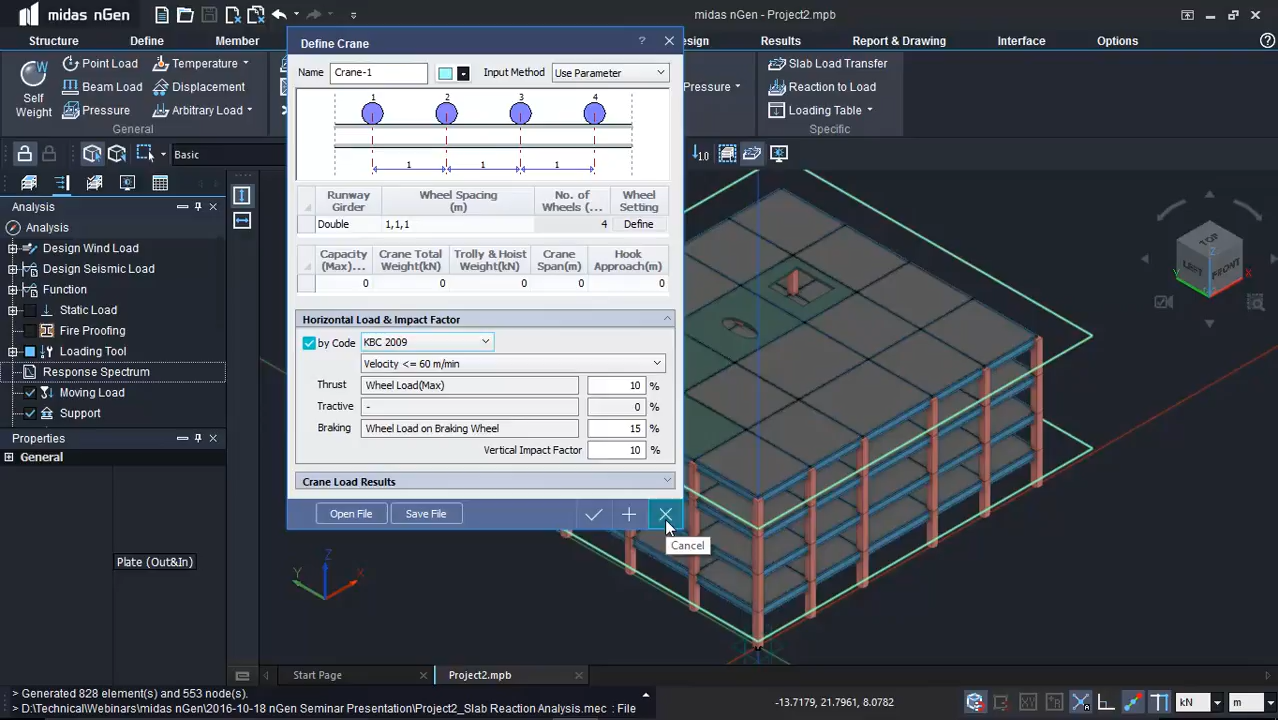 midas nGen
midas nGen - Project2.mpb
Structure
Define
Member
esign
Results
Report & Drawing
Interface
Options
Define Crane
Self
Weight
Point Load
Beam Load
Pressure
Temperature
Displacement
Arbitrary Load
General
Pressure
Slab Load Transfer
Reaction to Load
Loading Table
Specific
Basic
1.0
Name
Crane-1
Input Method
Use Parameter
1
2
3
4
1
1
1
Runway
Girder
Wheel Spacing
(m)
No. of
Wheels (...
Wheel
Setting
Double
1,1,1
4
Define
Capacity
(Max)...
Crane Total
Weight(kN)
Trolly & Hoist
Weight(kN)
Crane
Span(m)
Hook
Approach(m)
0
0
0
0
0
Horizontal Load & Impact Factor
by Code
KBC 2009
Velocity <= 60 m/min
Thrust
Wheel Load(Max)
10
%
Tractive
-
0
%
Braking
Wheel Load on Braking Wheel
15
%
Vertical Impact Factor
10
%
Crane Load Results
Open File
Save File
Cancel
Analysis
Analysis
Design Wind Load
Design Seismic Load
Function
Static Load
Fire Proofing
Loading Tool
Response Spectrum
Moving Load
Support
Properties
General
Plate (Out&In)
TOP
LEFT
FRONT
Z
Y
X
Start Page
Project2.mpb
> Generated 828 element(s) and 553 node(s).
> D:\Technical\Webinars\midas nGen\2016-10-18 nGen Seminar Presentation\Project2_Slab Reaction Analysis.mec : File
-13.7179, 21.7961, 8.0782
kN
m